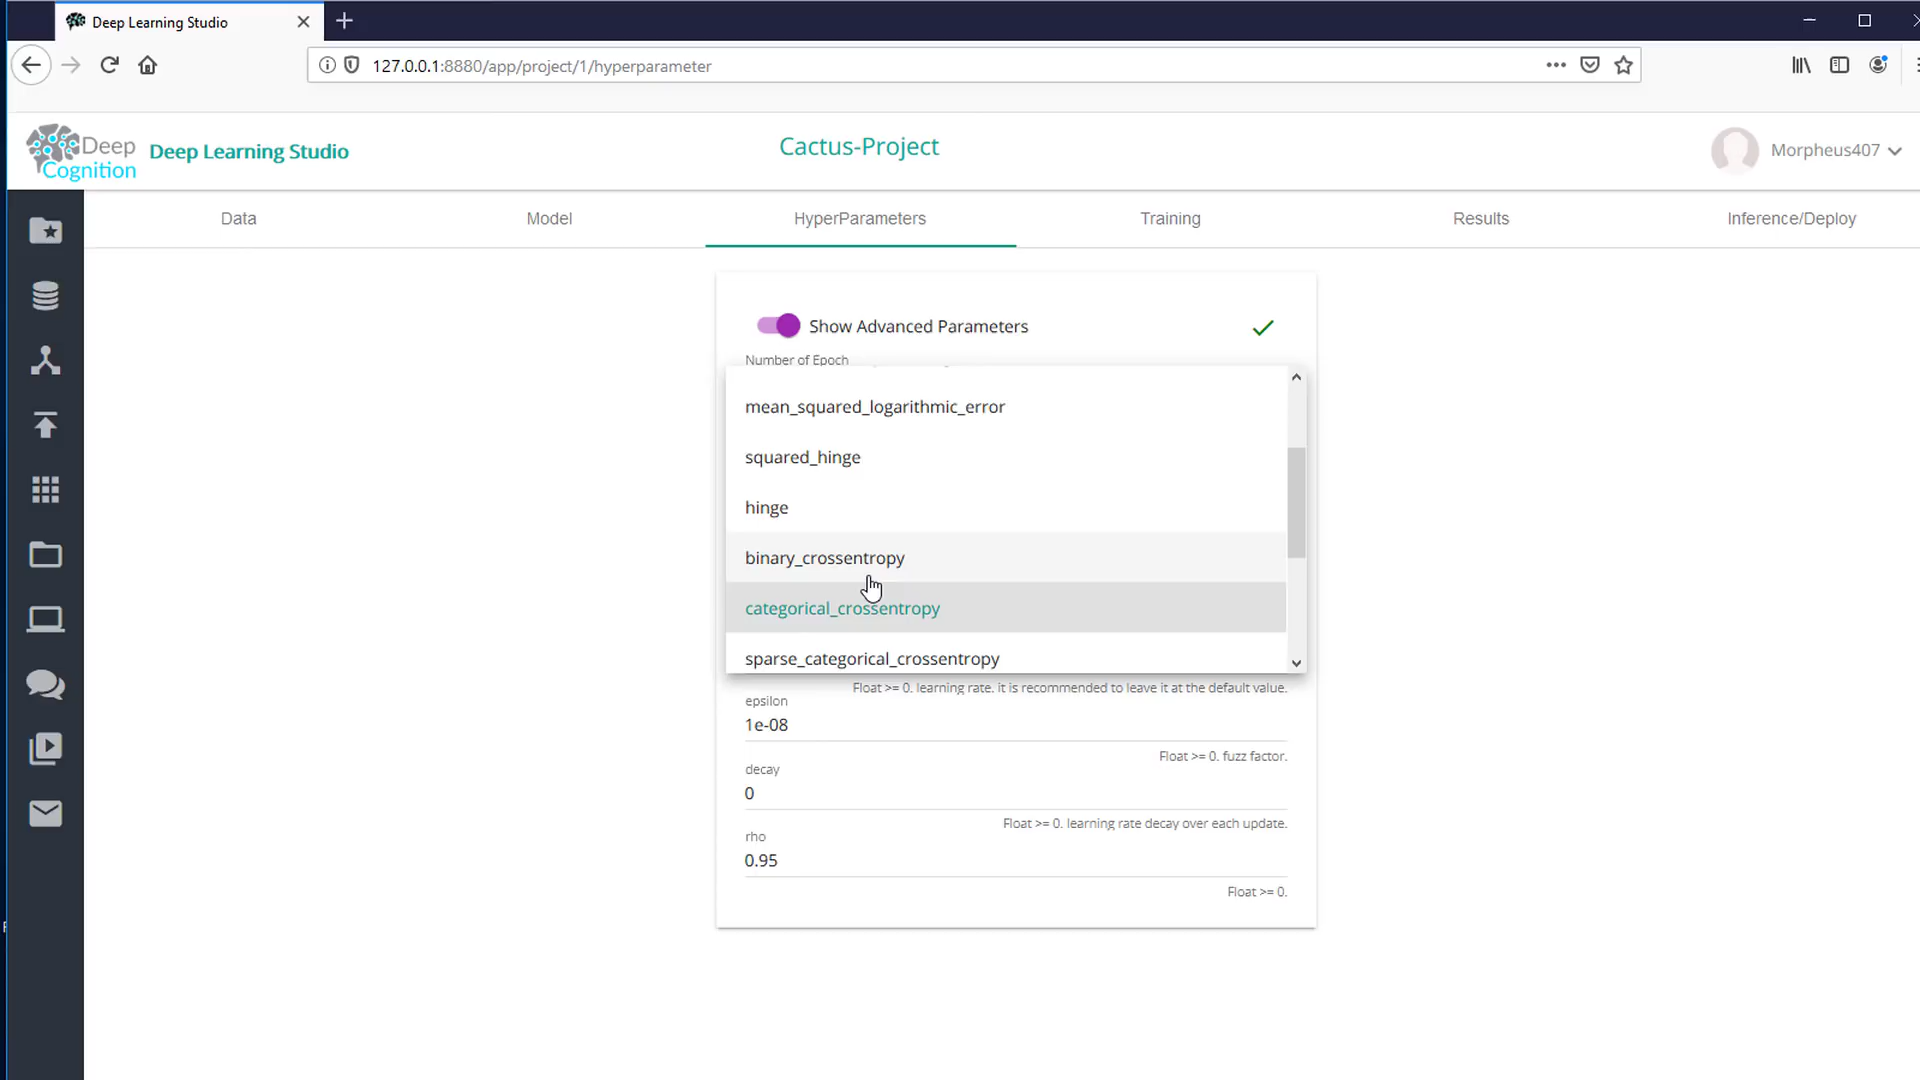 Deep Learning Studio
127.0.0.1:8880/app/project/1/hyperparameter
Deep
Cognition
Deep Learning Studio
Cactus-Project
Morpheus407
Data
Model
HyperParameters
Training
Results
Inference/Deploy
Show Advanced Parameters
Number of Epoch
mean_squared_logarithmic_error
squared_hinge
hinge
binary_crossentropy
categorical_crossentropy
sparse_categorical_crossentropy
Float >= 0. learning rate. it is recommended to leave it at the default value.
epsilon
1e-08
Float >= 0. fuzz factor.
decay
0
Float >= 0. learning rate decay over each update.
rho
0.95
Float >= 0.